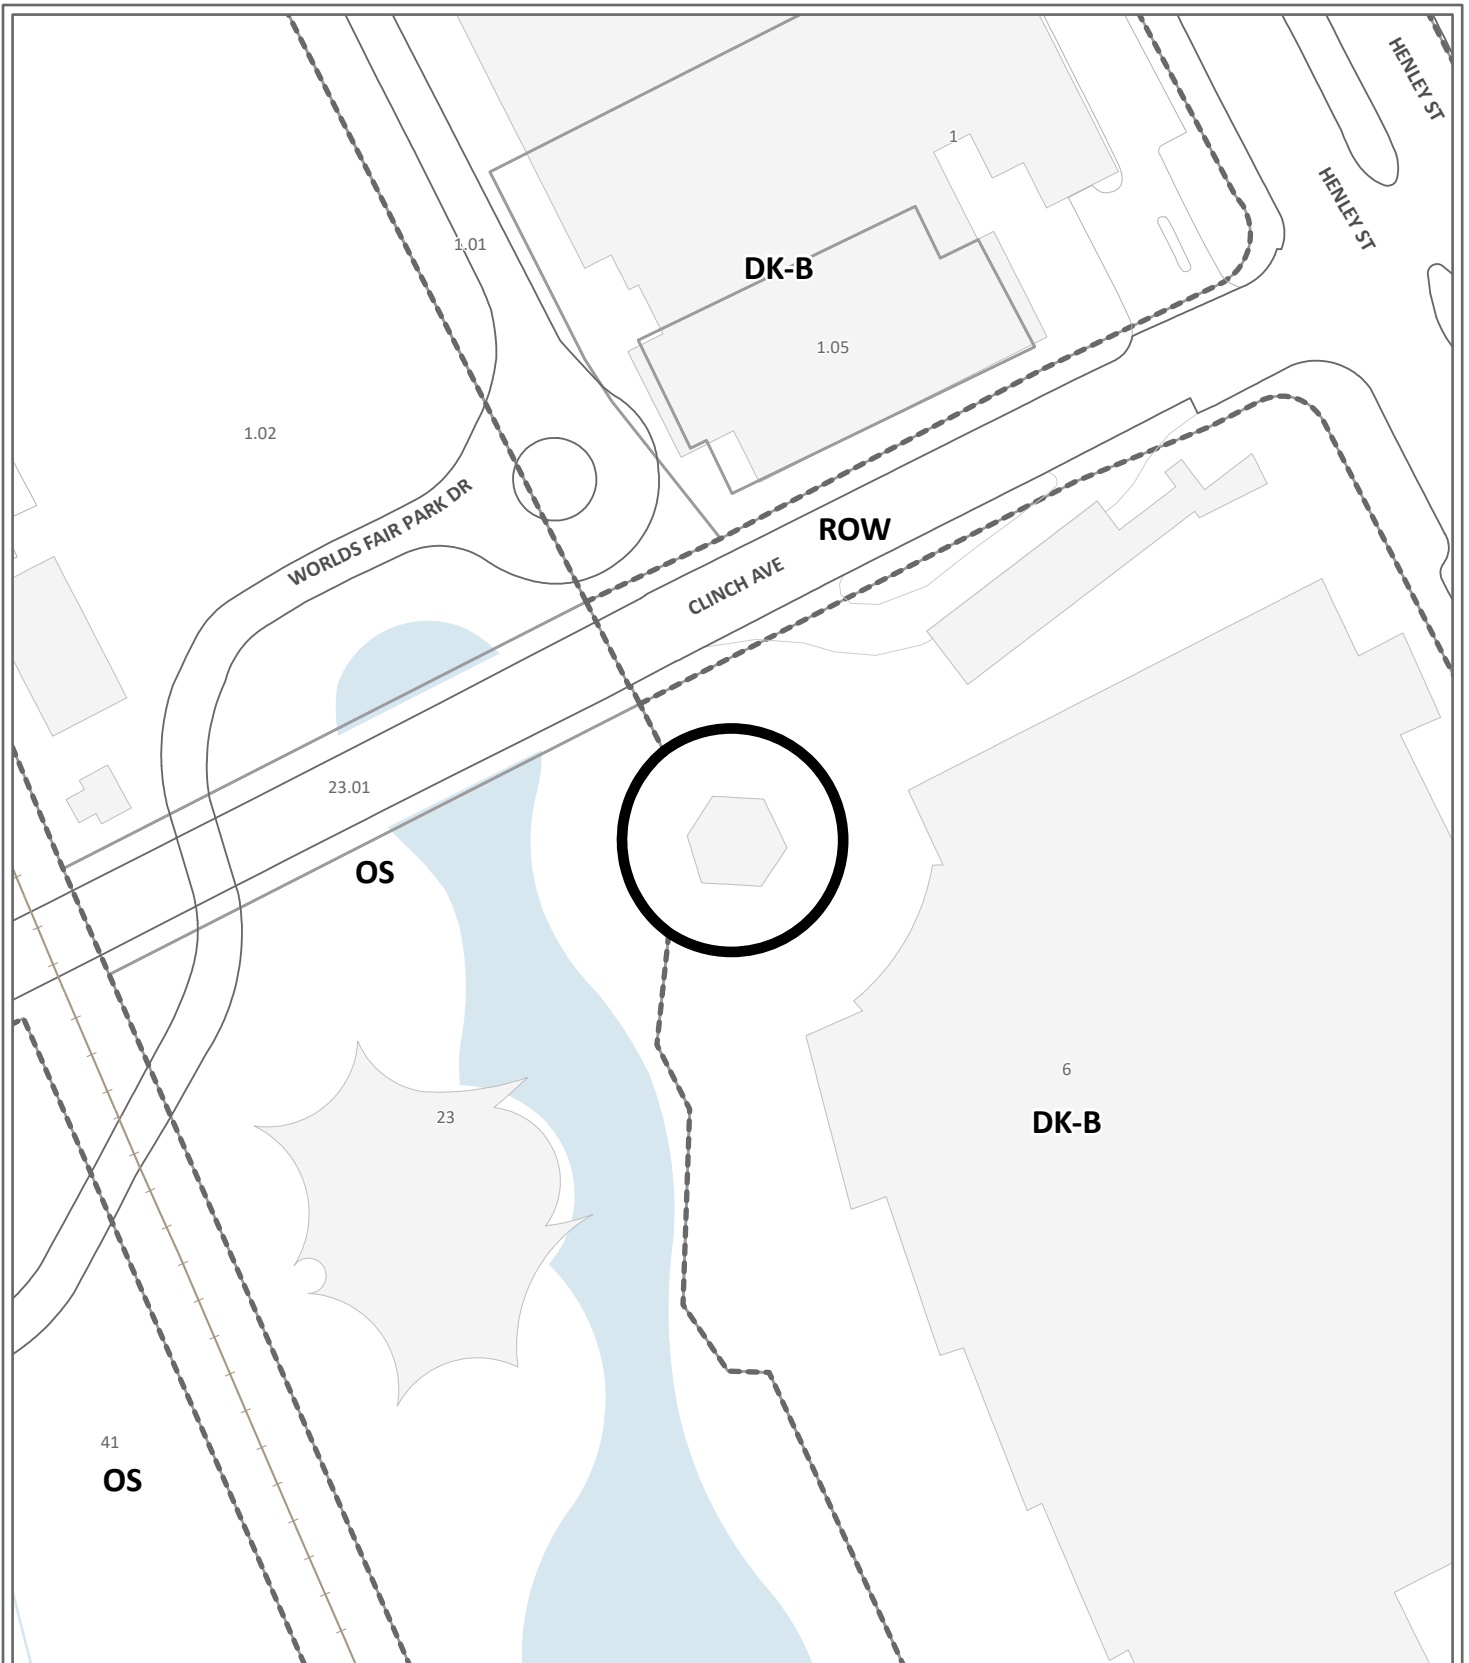 HENLEY ST
1
HENLEY ST
1.01
DK-B
1.05
1.02
WORLDS FAIR PARK DR
ROW
CLINCH AVE
23.01
OS
6
23
DK-B
41
OS